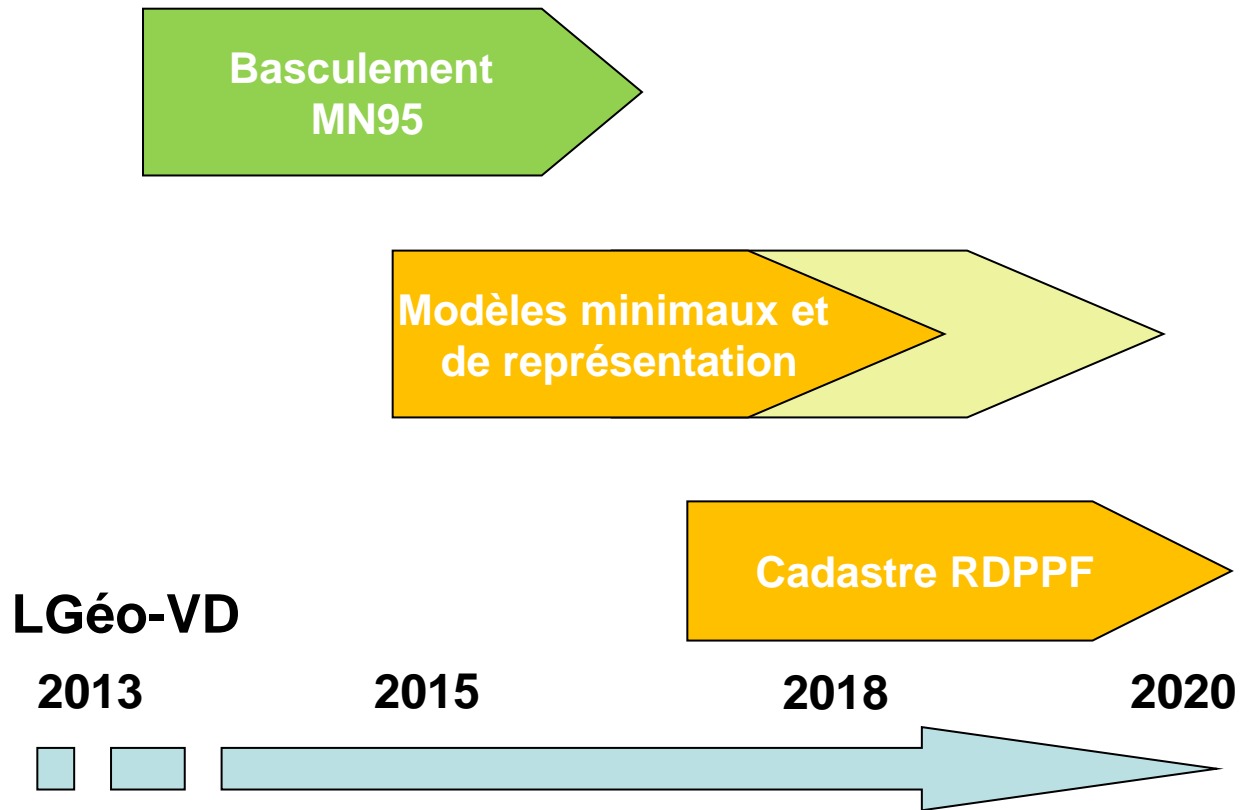 Basculement
MN95
Modèles minimaux et
de représentation
Cadastre RDPPF
LGéo-VD
2013 2015 2018 2020